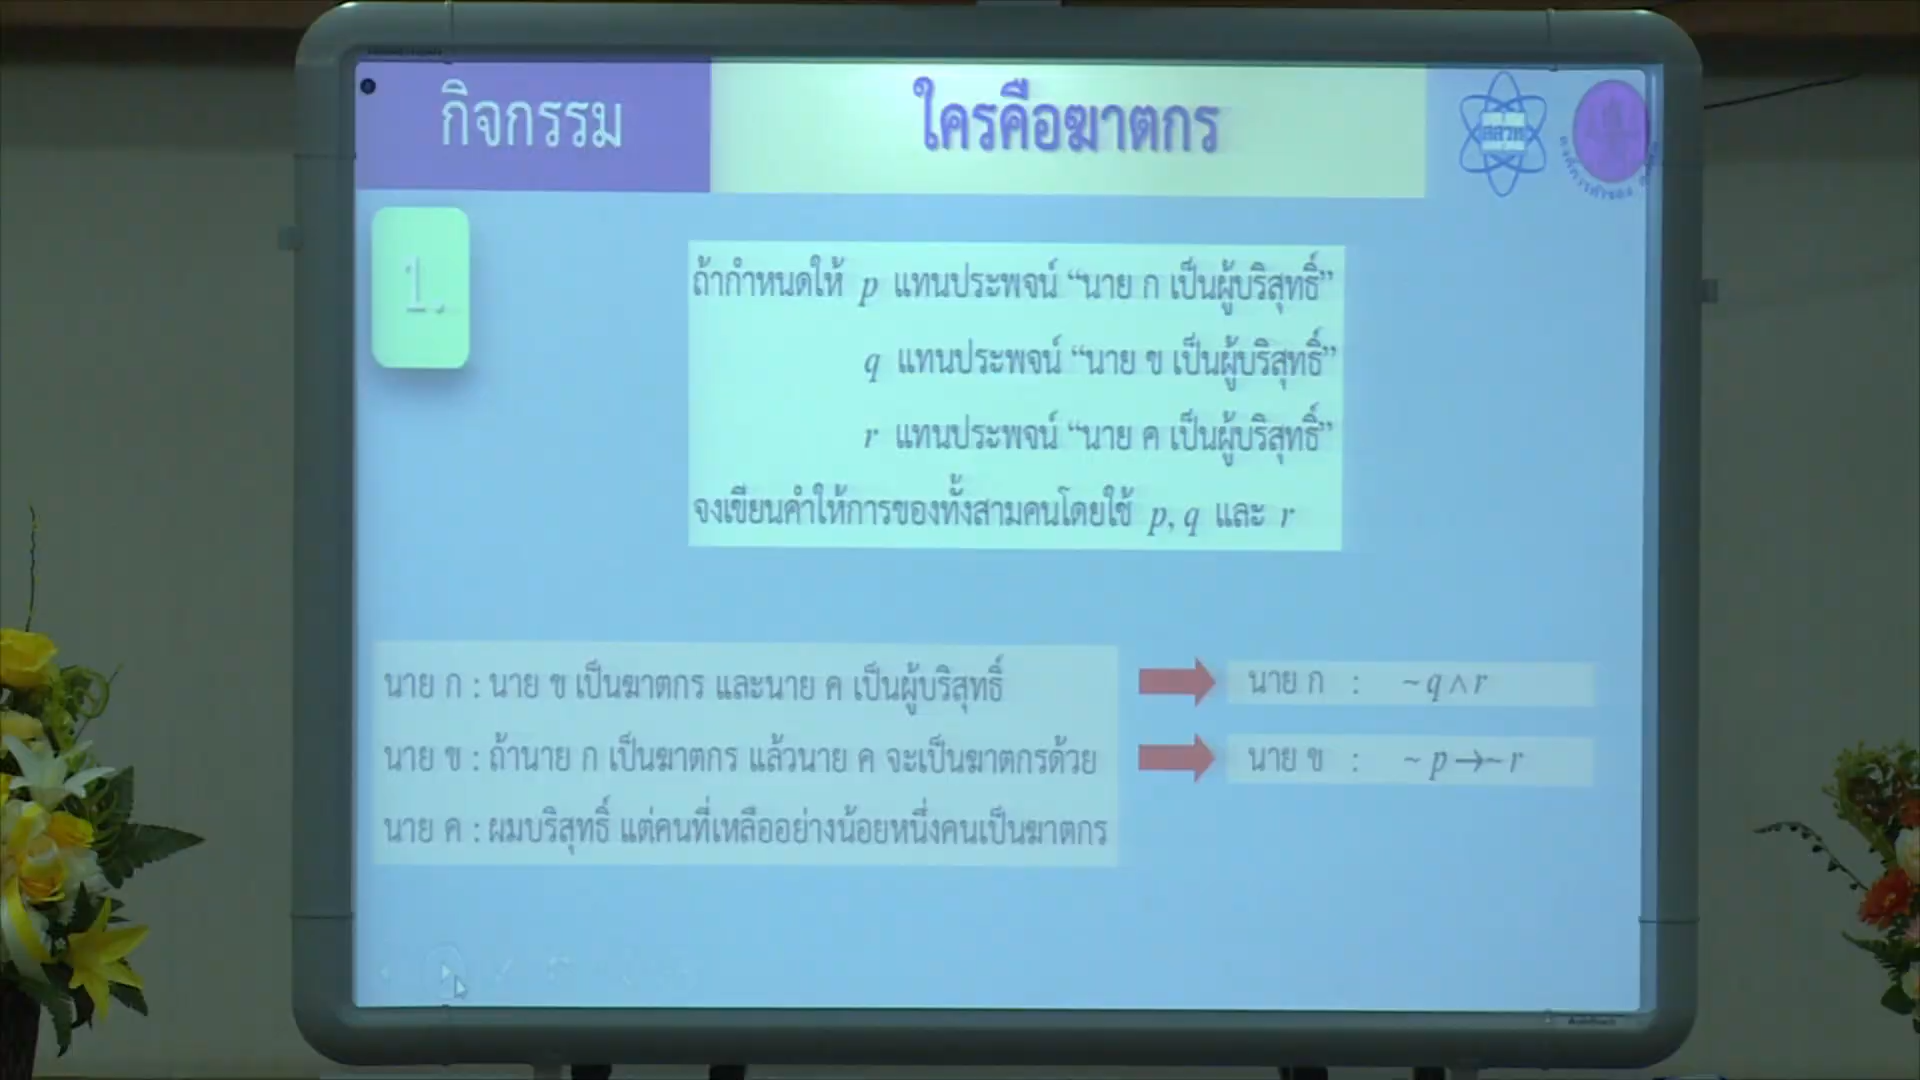 กิจกรรม
ใครคือฆาตกร
สสวท
1.
ถ้ากำหนดให้ p แทนประพจน์ “นาย ก เป็นผู้บริสุทธิ์”
q แทนประพจน์ “นาย ข เป็นผู้บริสุทธิ์”
r แทนประพจน์ “นาย ค เป็นผู้บริสุทธิ์”
จงเขียนคำให้การของทั้งสามคนโดยใช้ p, q และ r
นาย ก : นาย ข เป็นฆาตกร และนาย ค เป็นผู้บริสุทธิ์
นาย ก : ~ q ∧ r
นาย ข : ถ้านาย ก เป็นฆาตกร แล้วนาย ค จะเป็นฆาตกรด้วย
นาย ข : ~ p →~ r
นาย ค : ผมบริสุทธิ์ แต่คนที่เหลืออย่างน้อยหนึ่งคนเป็นฆาตกร